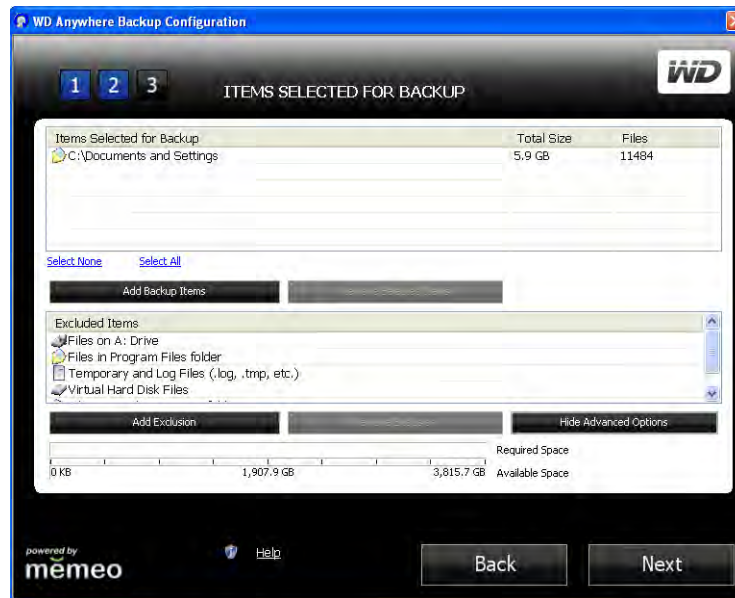 WD Anywhere Backup Configuration
1 2 3 ITEMS SELECTED FOR BACKUP WD
Items Selected for Backup Total Size Files
C:\Documents and Settings 5.9 GB 11484
Select None Select All
Add Backup Items
Excluded Items
Files on A: Drive
Files in Program Files folder
Temporary and Log Files (.log, .tmp, etc.)
Virtual Hard Disk Files
Add Exclusion Hide Advanced Options
Required Space
0 KB 1,907.9 GB 3,815.7 GB Available Space
powered by
memeo Help Back Next